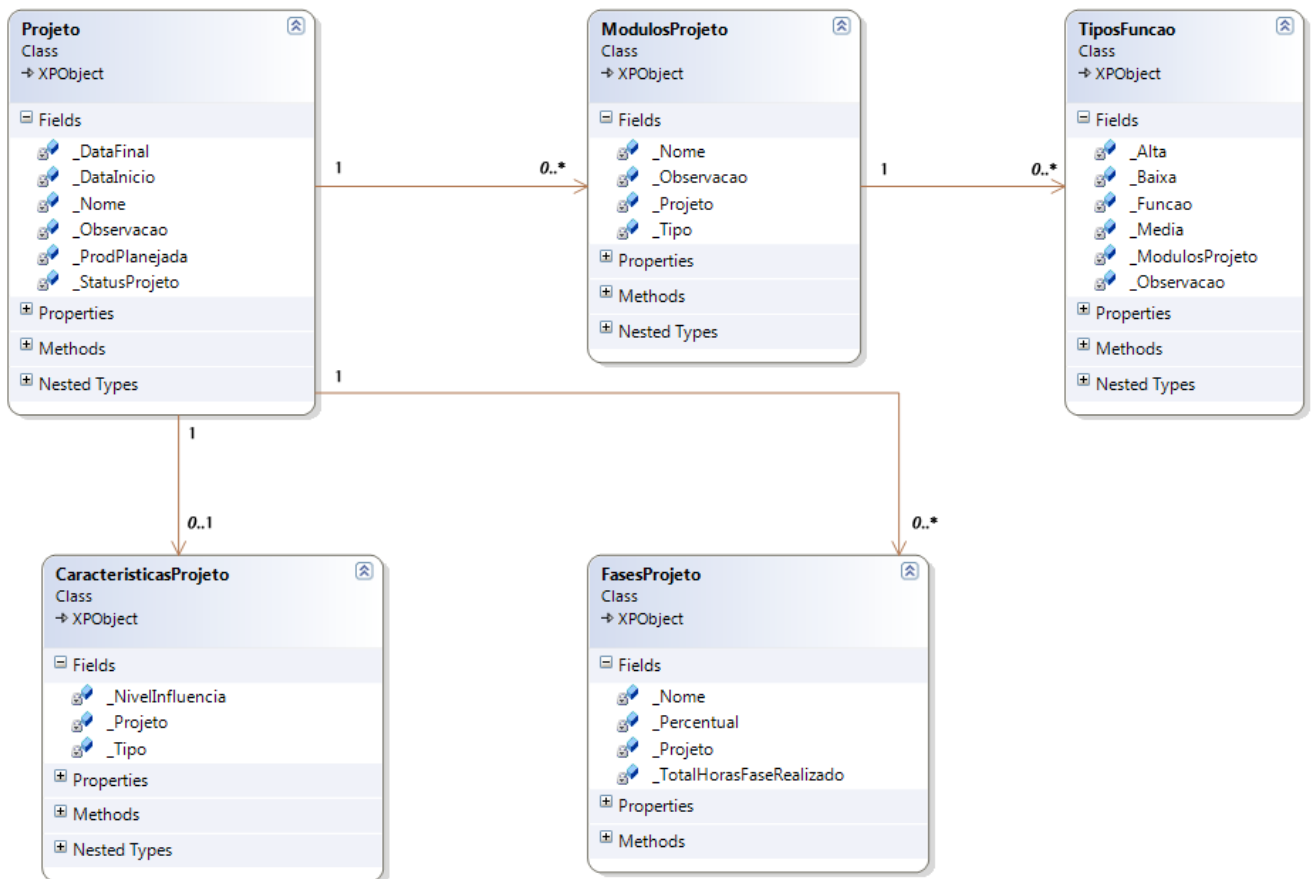 Projeto
Class
XPObject
Fields
_DataFinal
_DataInicio
_Nome
_Observacao
_ProdPlanejada
_StatusProjeto
Properties
Methods
Nested Types
1
0..*
ModulosProjeto
Class
XPObject
Fields
_Nome
_Observacao
_Projeto
_Tipo
Properties
Methods
Nested Types
1
0..*
TiposFuncao
Class
XPObject
Fields
_Alta
_Baixa
_Funcao
_Media
_ModulosProjeto
_Observacao
Properties
Methods
Nested Types
1
1
0..1
0..*
CaracteristicasProjeto
Class
XPObject
Fields
_NivelInfluencia
_Projeto
_Tipo
Properties
Methods
Nested Types
FasesProjeto
Class
XPObject
Fields
_Nome
_Percentual
_Projeto
_TotalHorasFaseRealizado
Properties
Methods